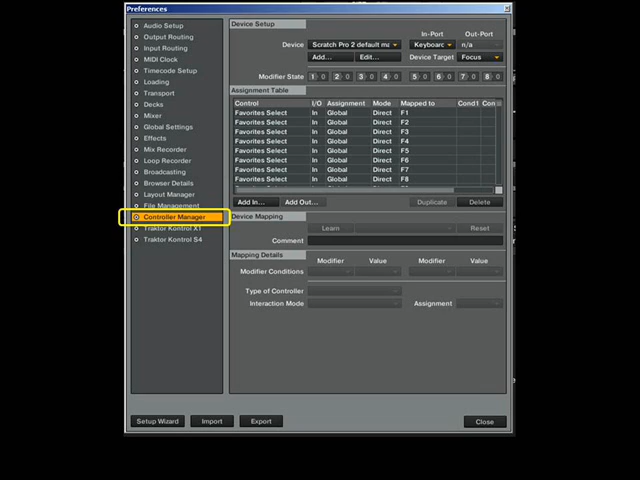 Preferences
Audio Setup
Output Routing
Input Routing
MIDI Clock
Timecode Setup
Loading
Transport
Decks
Mixer
Global Settings
Effects
Mix Recorder
Loop Recorder
Broadcasting
Browser Details
Layout Manager
File Management
Controller Manager
Traktor Kontrol X1
Traktor Kontrol S4
Device Setup
In-Port Out-Port
Device Scratch Pro 2 default ma Keyboarc n/a
Add... Edit... Device Target Focus
Modifier State 1 0 2 0 3 0 4 0 5 0 6 0 7 0 8 0
Assignment Table
Control I/O Assignment Mode Mapped to Cond1 Con
Favorites Select In Global Direct F1
Favorites Select In Global Direct F2
Favorites Select In Global Direct F3
Favorites Select In Global Direct F4
Favorites Select In Global Direct F5
Favorites Select In Global Direct F6
Favorites Select In Global Direct F7
Favorites Select In Global Direct F8
Add In... Add Out... Duplicate Delete
Device Mapping
Learn Reset
Comment
Mapping Details Modifier Value Modifier Value
Modifier Conditions
Type of Controller
Interaction Mode Assignment
Setup Wizard Import Export Close